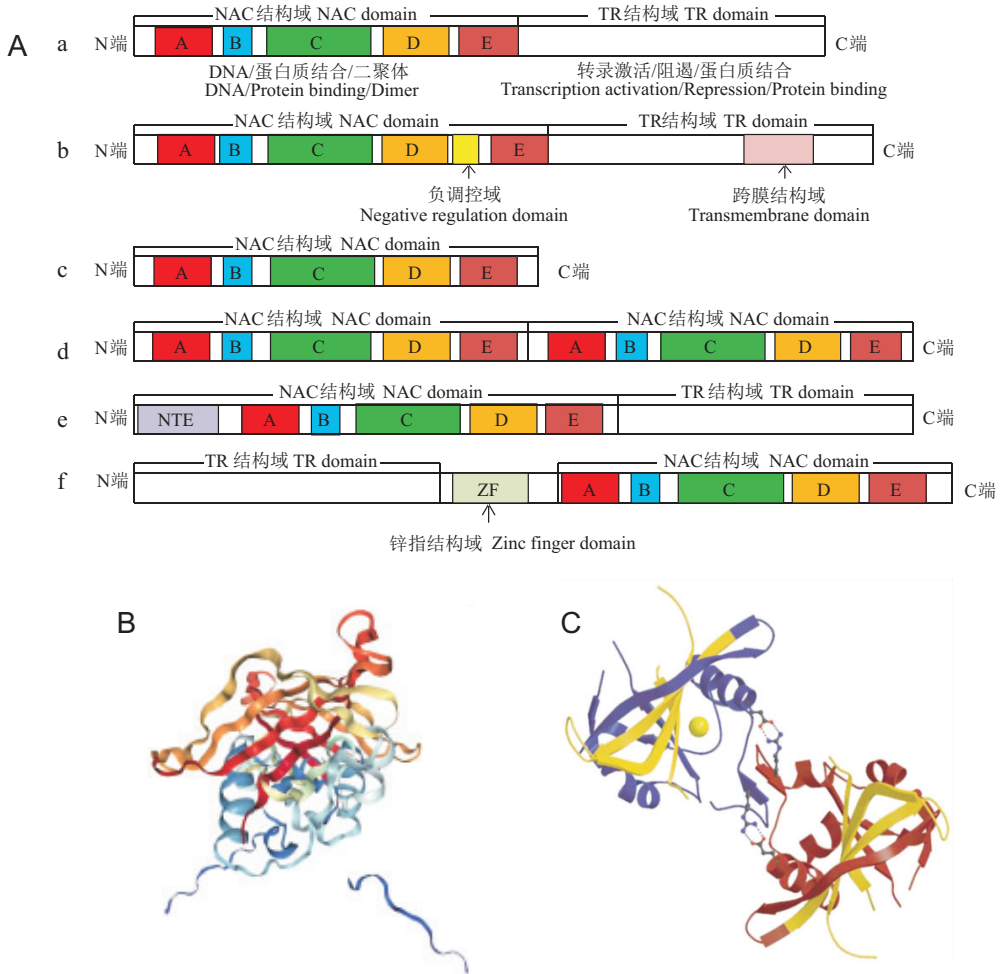 A
a
NAC结构域 NAC domain
TR结构域 TR domain
N端
A B C D E
C端
DNA/蛋白质结合/二聚体
DNA/Protein binding/Dimer
转录激活/阻遏/蛋白质结合
Transcription activation/Repression/Protein binding
b
NAC结构域 NAC domain
TR结构域 TR domain
N端
A B C D E
C端
负调控域
Negative regulation domain
跨膜结构域
Transmembrane domain
c
NAC结构域 NAC domain
N端
A B C D E
C端
d
NAC结构域 NAC domain
NAC结构域 NAC domain
N端
A B C D E A B C D E
C端
e
NAC结构域 NAC domain
TR结构域 TR domain
N端
NTE A B C D E
C端
f
TR 结构域 TR domain
NAC结构域 NAC domain
N端
ZF A B C D E
C端
锌指结构域 Zinc finger domain
B
C